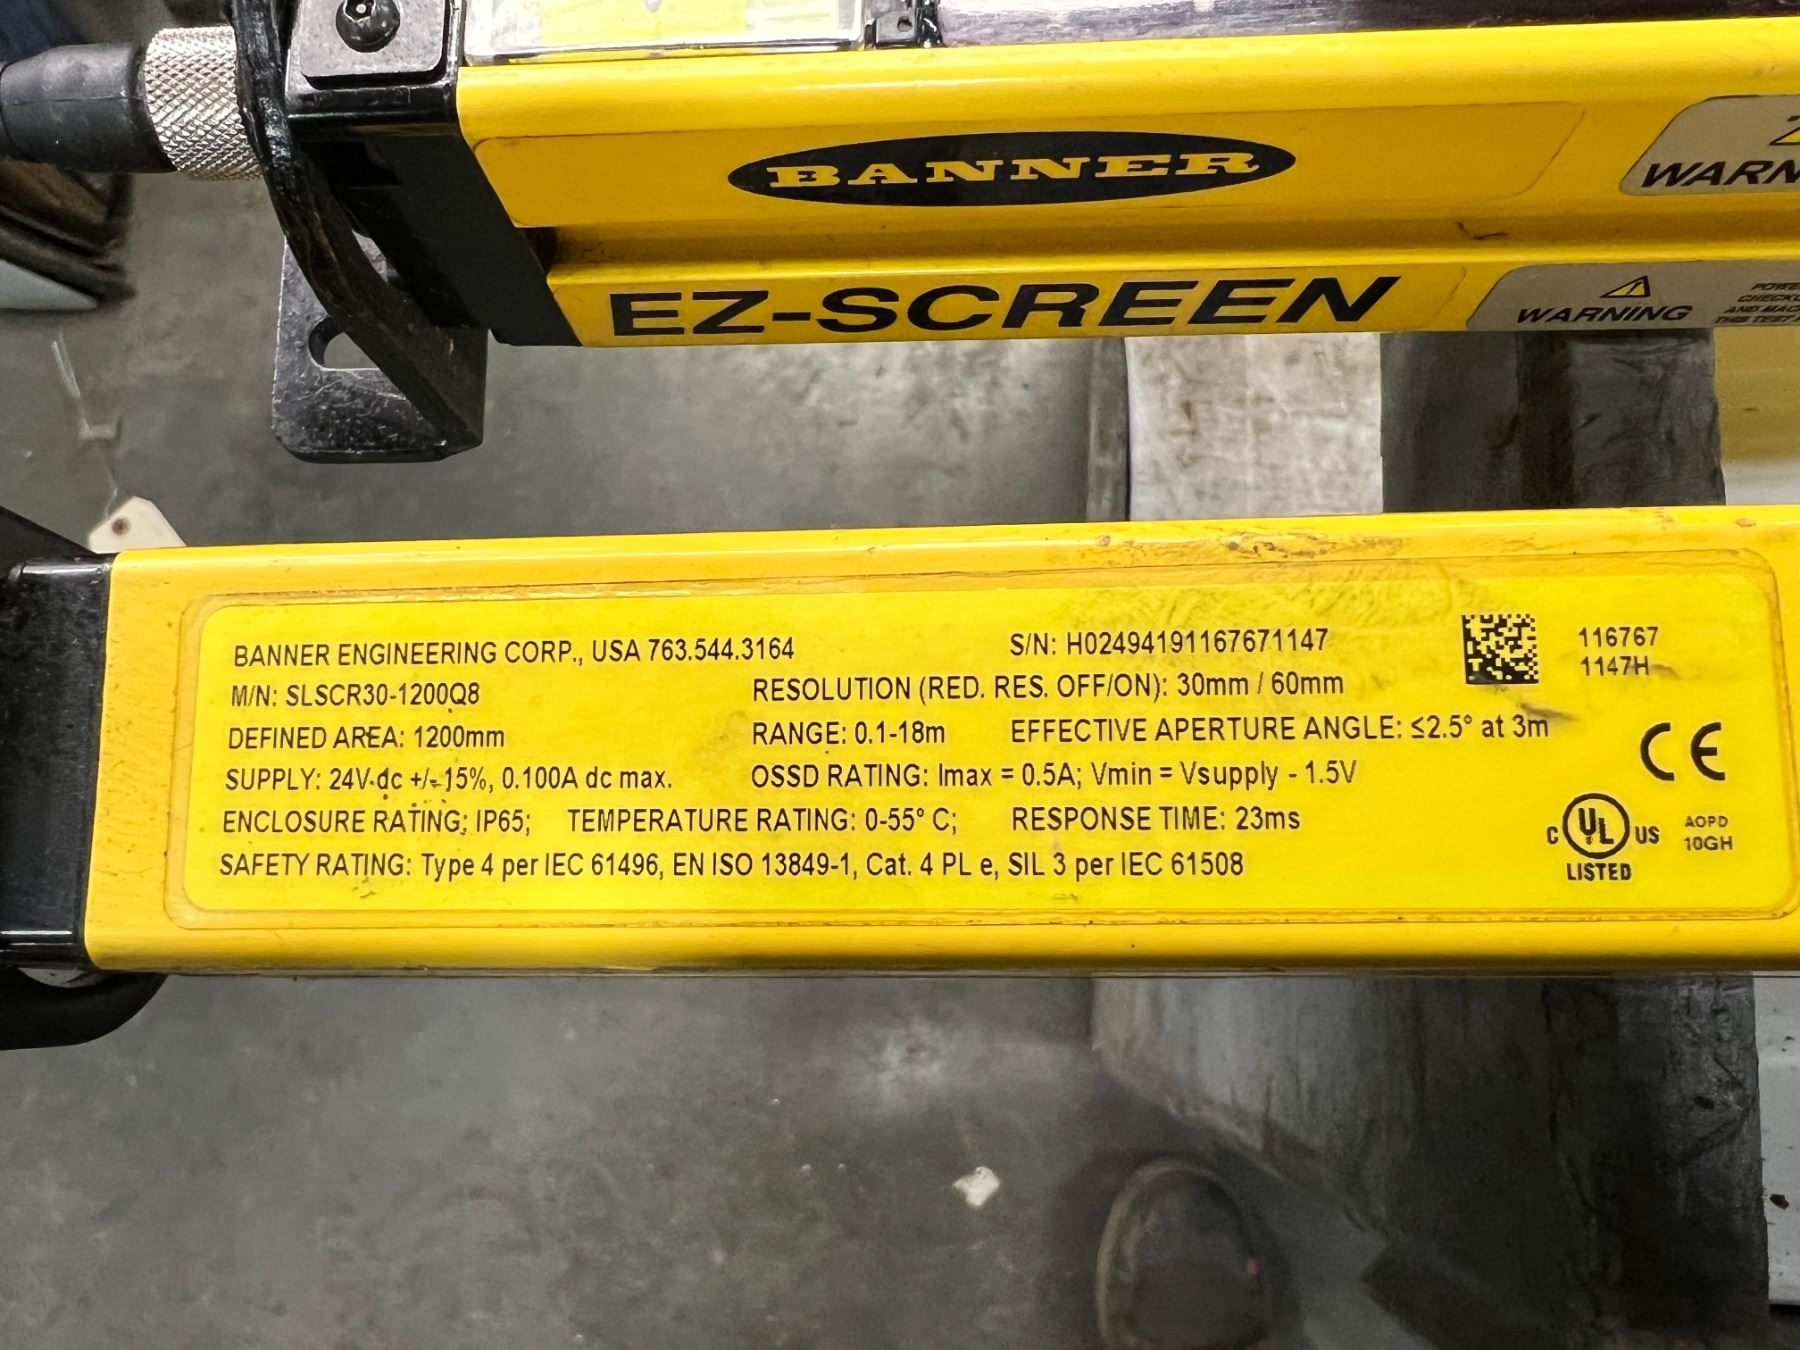 BANNER
EZ-SCREEN
WARNING
BANNER ENGINEERING CORP., USA 763.544.3164
S/N: H02494191167671147
116767
1147H
M/N: SLSCR30-1200Q8
RESOLUTION (RED. RES. OFF/ON): 30mm / 60mm
DEFINED AREA: 1200mm
RANGE: 0.1-18m
EFFECTIVE APERTURE ANGLE: ≤2.5° at 3m
SUPPLY: 24V dc +/- 15%, 0.100A dc max.
OSSD RATING: Imax = 0.5A; Vmin = Vsupply - 1.5V
CE
ENCLOSURE RATING: IP65;
TEMPERATURE RATING: 0-55° C;
RESPONSE TIME: 23ms
SAFETY RATING: Type 4 per IEC 61496, EN ISO 13849-1, Cat. 4 PL e, SIL 3 per IEC 61508
C UL US
LISTED
AOPD
10GH